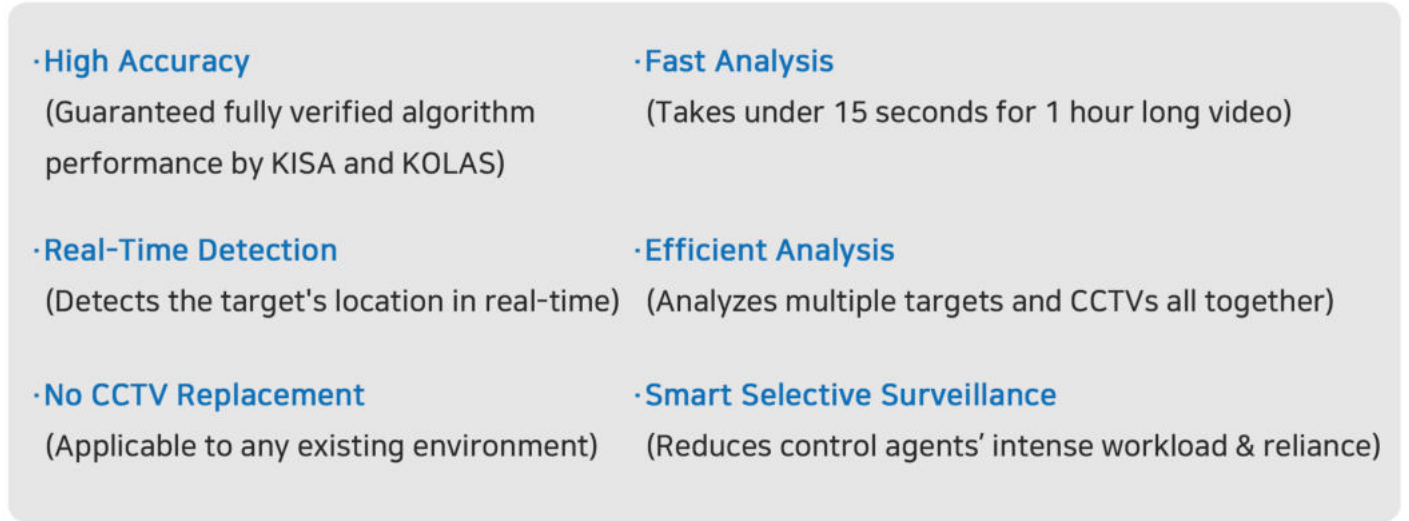 ·High Accuracy
(Guaranteed fully verified algorithm
performance by KISA and KOLAS)
·Fast Analysis
(Takes under 15 seconds for 1 hour long video)
·Real-Time Detection
(Detects the target's location in real-time)
·Efficient Analysis
(Analyzes multiple targets and CCTVs all together)
·No CCTV Replacement
(Applicable to any existing environment)
·Smart Selective Surveillance
(Reduces control agents’ intense workload & reliance)